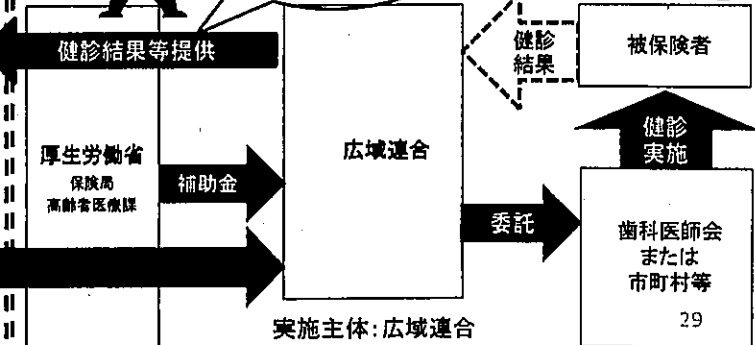 健診結果等提供
厚生労働省
保険局
高齢者医療課
補助金
広域連合
健診
結果
被保険者
健診
実施
委託
歯科医師会
または
市町村等
実施主体:広域連合
29